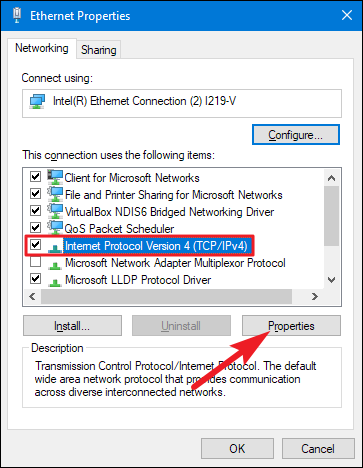 Ethernet Properties
Networking
Sharing
Connect using:
Intel(R) Ethernet Connection (2) I219-V
Configure...
This connection uses the following items:
Client for Microsoft Networks
File and Printer Sharing for Microsoft Networks
VirtualBox NDIS6 Bridged Networking Driver
QoS Packet Scheduler
Internet Protocol Version 4 (TCP/IPv4)
Microsoft Network Adapter Multiplexor Protocol
Microsoft LLDP Protocol Driver
Install...
Uninstall
Properties
Description
Transmission Control Protocol/Internet Protocol. The default
wide area network protocol that provides communication
across diverse interconnected networks.
OK
Cancel